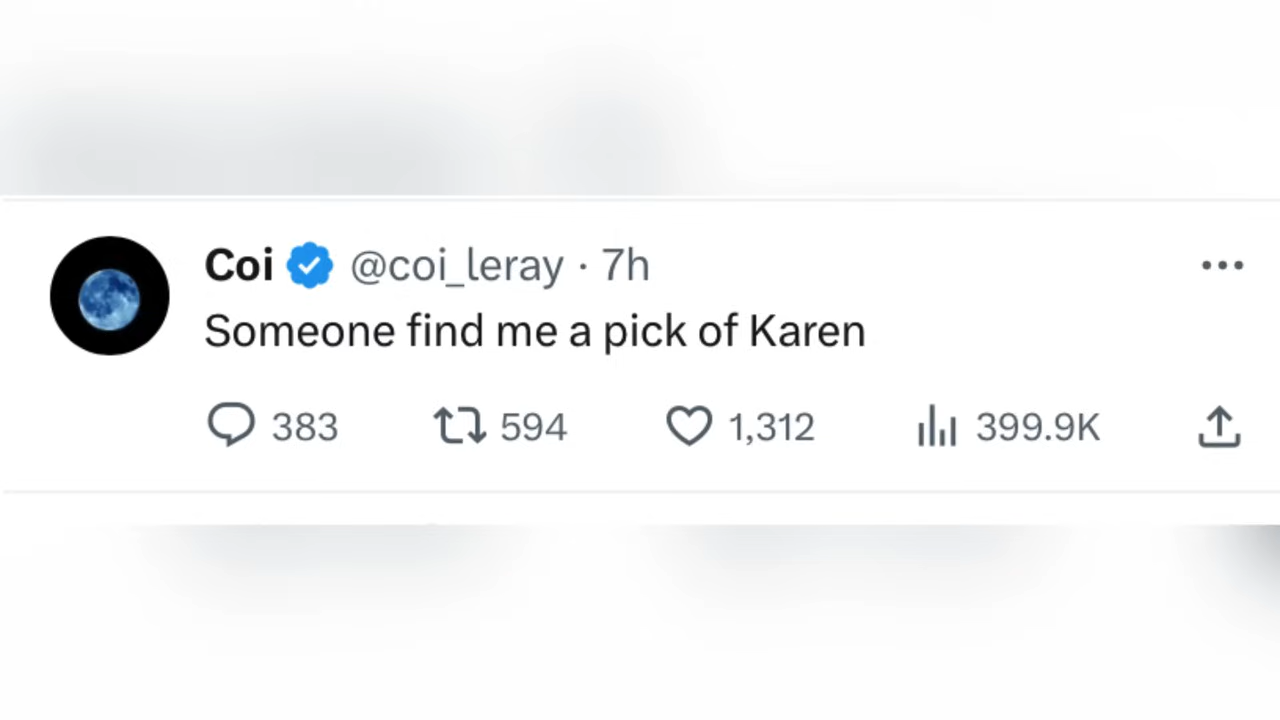 Coi @coi_leray · 7h
Someone find me a pick of Karen
383 594 1,312 399.9K